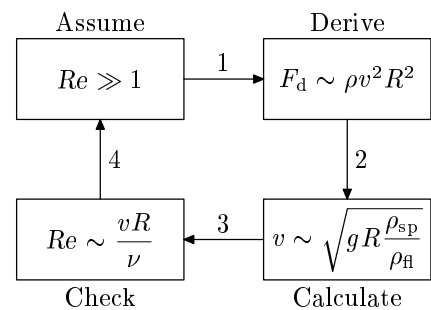 Assume Derive
Re ≫ 1 1 F_d ∼ ρv²R²
4 2
Re ∼ vR/ν 3 v ∼ √(gR ρ_sp/ρ_fl)
Check Calculate